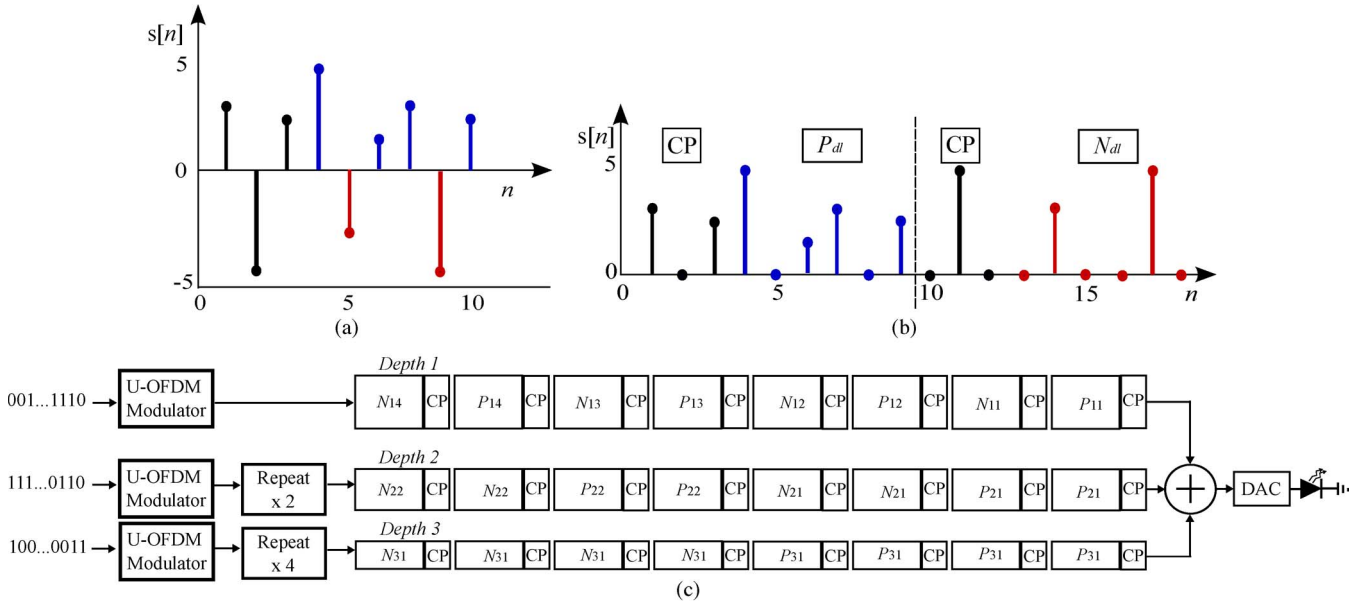 s[n]
5
0
-5
0
5
10
n
(a)
s[n]
5
0
CP
Pdl
CP
Ndl
0
5
10
15
n
(b)
Depth 1
001...1110
U-OFDM
Modulator
N14 CP P14 CP N13 CP P13 CP N12 CP P12 CP N11 CP P11 CP
Depth 2
111...0110
U-OFDM
Modulator
Repeat
x 2
N22 CP N22 CP P22 CP P22 CP N21 CP N21 CP P21 CP P21 CP
DAC
Depth 3
100...0011
U-OFDM
Modulator
Repeat
x 4
N31 CP N31 CP N31 CP N31 CP P31 CP P31 CP P31 CP P31 CP
(c)